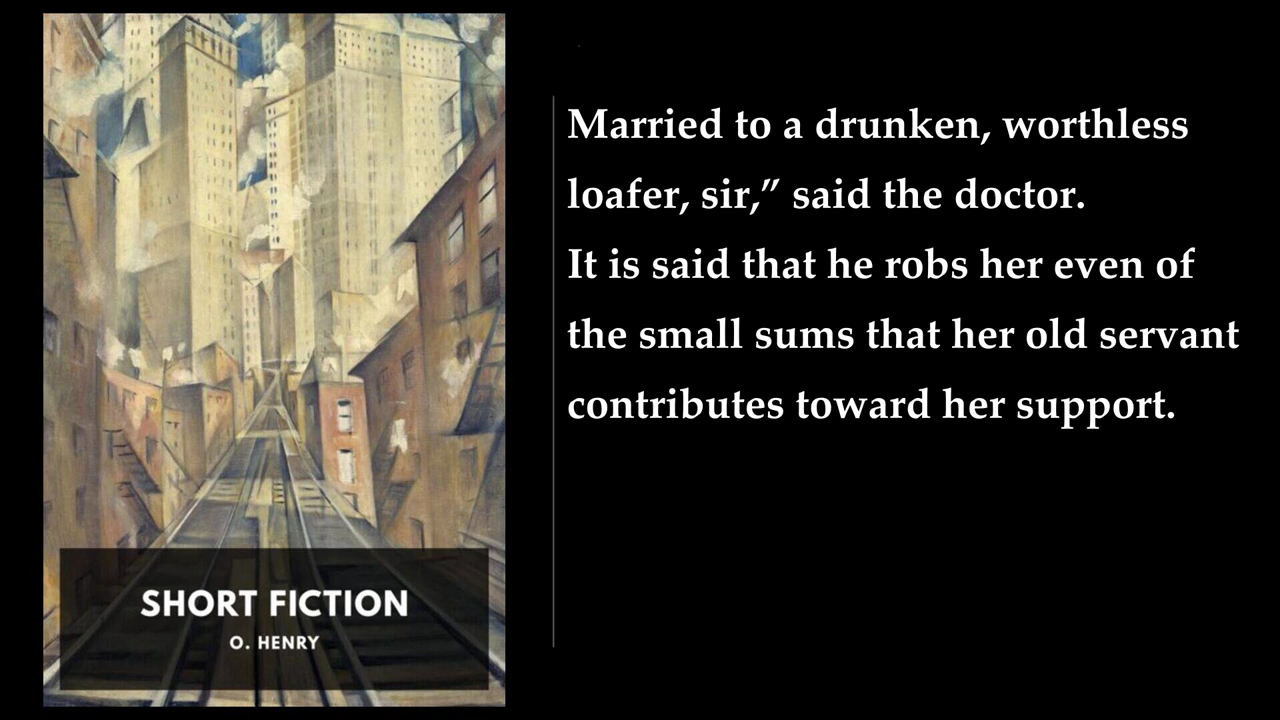 SHORT FICTION
O. HENRY
Married to a drunken, worthless
loafer, sir,” said the doctor.
It is said that he robs her even of
the small sums that her old servant
contributes toward her support.